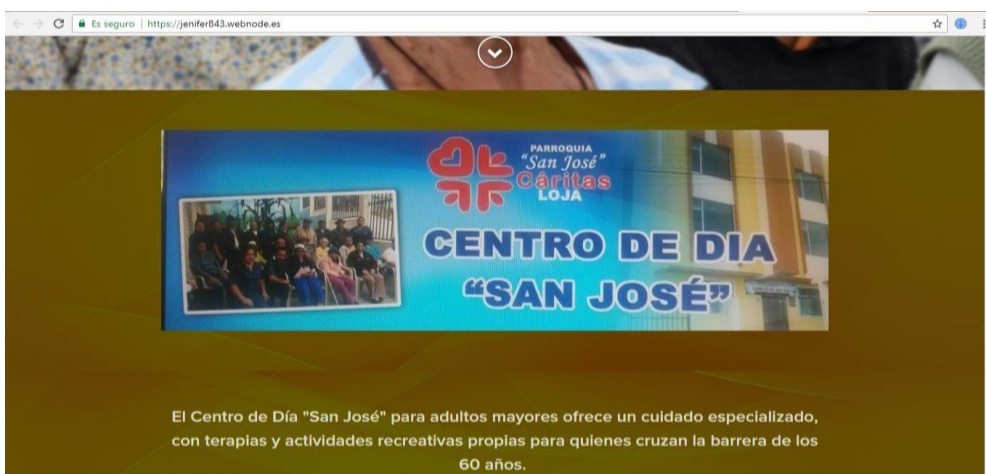 Es seguro | https://jenifer843.webnode.es
PARROQUIA
"San José"
Cáritas
LOJA
CENTRO DE DIA
“SAN JOSÉ”
El Centro de Día "San José" para adultos mayores ofrece un cuidado especializado,
con terapias y actividades recreativas propias para quienes cruzan la barrera de los
60 años.